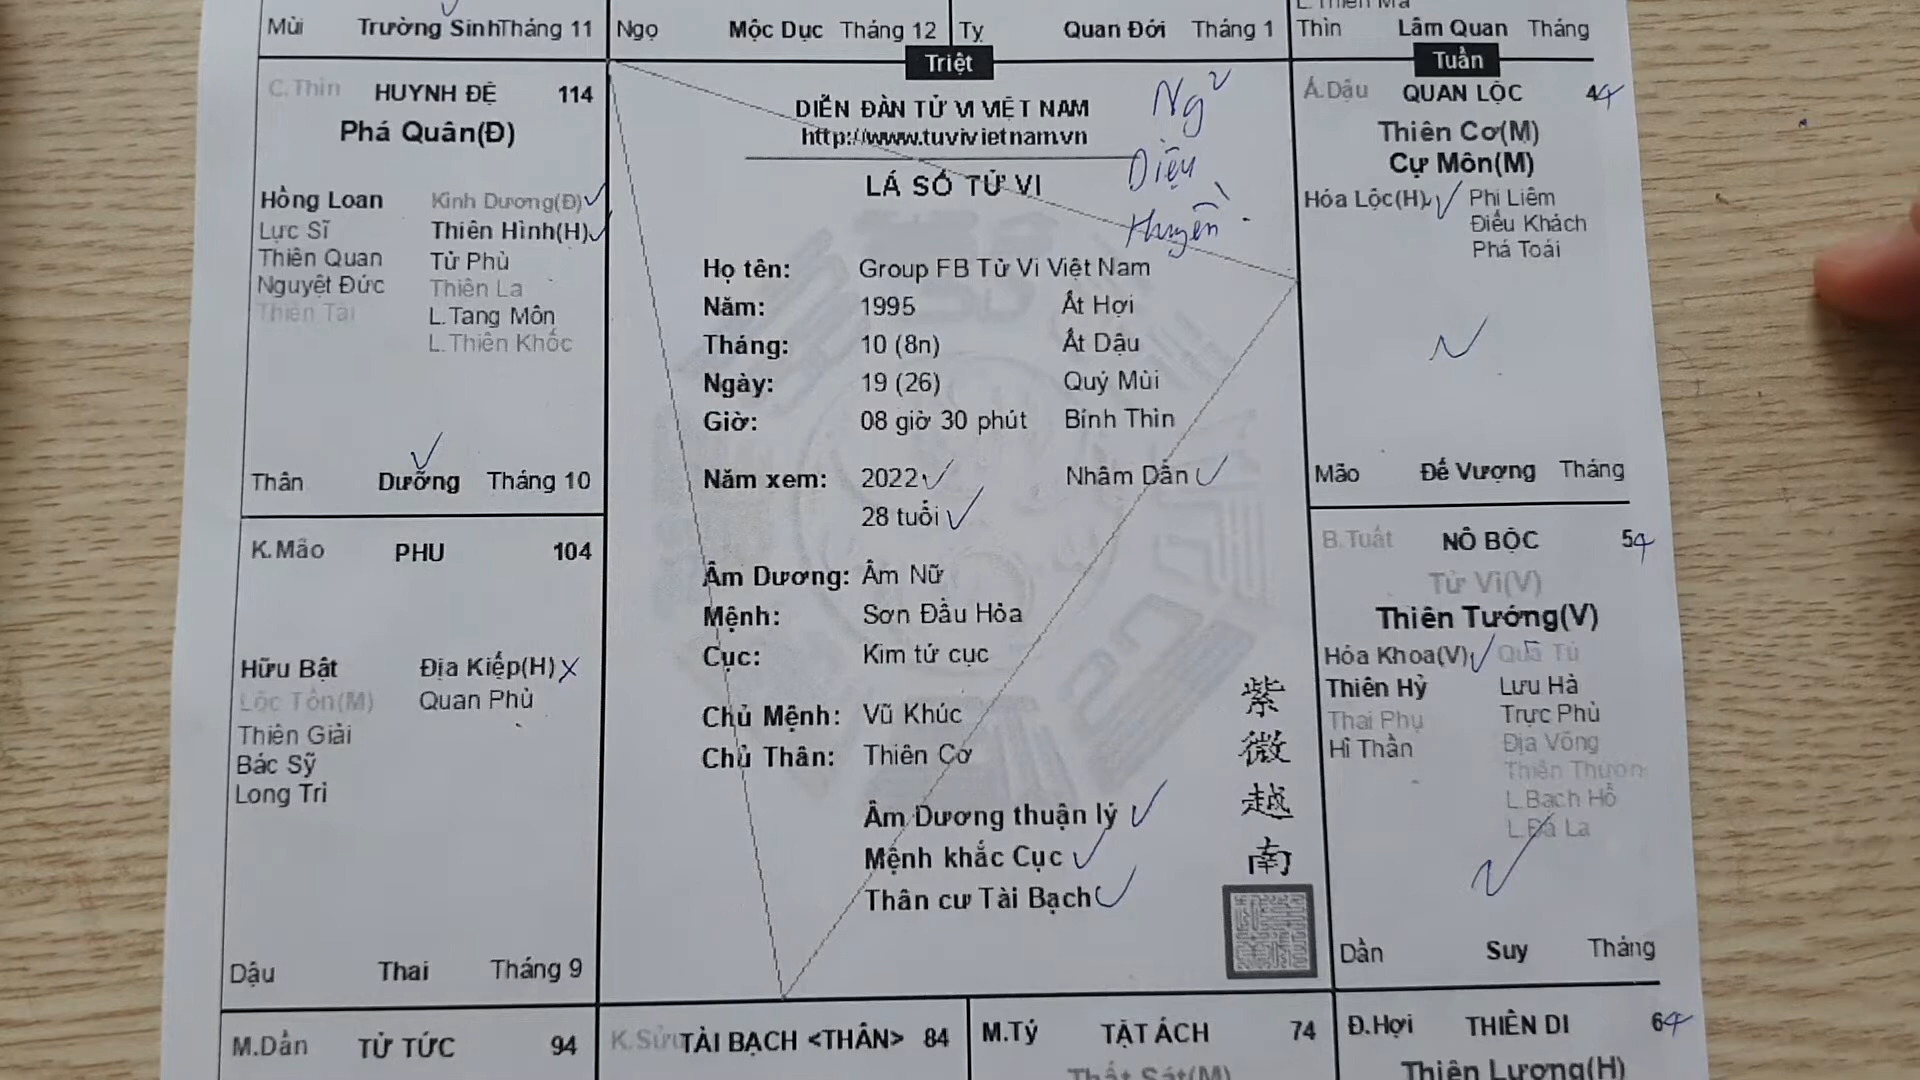 Mùi Trường Sinh Tháng 11
Ngọ Mộc Dục Tháng 12
Tỵ Quan Đới Tháng 1
L.Thiên Mã
Thìn Lâm Quan Tháng
Triệt
Tuần
C.Thìn HUYNH ĐỆ 114
Phá Quân(Đ)
Hồng Loan Kình Dương(Đ)
Lực Sĩ Thiên Hình(H)
Thiên Quan Tử Phù
Nguyệt Đức Thiên La
Thiên Tài L.Tang Môn
L.Thiên Khốc
Thân Dưỡng Tháng 10
K.Mão PHU 104
Hữu Bật Địa Kiếp(H)
Lộc Tồn(M) Quan Phù
Thiên Giải
Bác Sỹ
Long Trì
Dậu Thai Tháng 9
M.Dần TỬ TỨC 94
DIỄN ĐÀN TỬ VI VIỆT NAM
http://www.tuvivietnam.vn
LÁ SỐ TỬ VI
Ng
Diệu
Huyền
Họ tên: Group FB Tử Vi Việt Nam
Năm: 1995 Ất Hợi
Tháng: 10 (8n) Ất Dậu
Ngày: 19 (26) Quý Mùi
Giờ: 08 giờ 30 phút Bính Thìn
Năm xem: 2022 Nhâm Dần
28 tuổi
Âm Dương: Âm Nữ
Mệnh: Sơn Đầu Hỏa
Cục: Kim tứ cục
Chủ Mệnh: Vũ Khúc
Chủ Thân: Thiên Cơ
Âm Dương thuận lý
Mệnh khắc Cục
Thân cư Tài Bạch
紫
微
越
南
Á.Dậu QUAN LỘC 44
Thiên Cơ(M)
Cự Môn(M)
Hóa Lộc(H) Phi Liêm
Điếu Khách
Phá Toái
Mão Đế Vượng Tháng
B.Tuất NÔ BỘC 54
Tử Vi(V)
Thiên Tướng(V)
Hóa Khoa(V) Quả Tú
Thiên Hỷ Lưu Hà
Thai Phụ Trực Phù
Hỉ Thần Địa Võng
Thiên Thươn
L.Bạch Hổ
L.Đà La
Dần Suy Tháng
K.Sửu TÀI BẠCH <THÂN> 84
M.Tý TẬT ÁCH 74
Thất Sát(M)
Đ.Hợi THIÊN DI 64
Thiên Lương(H)